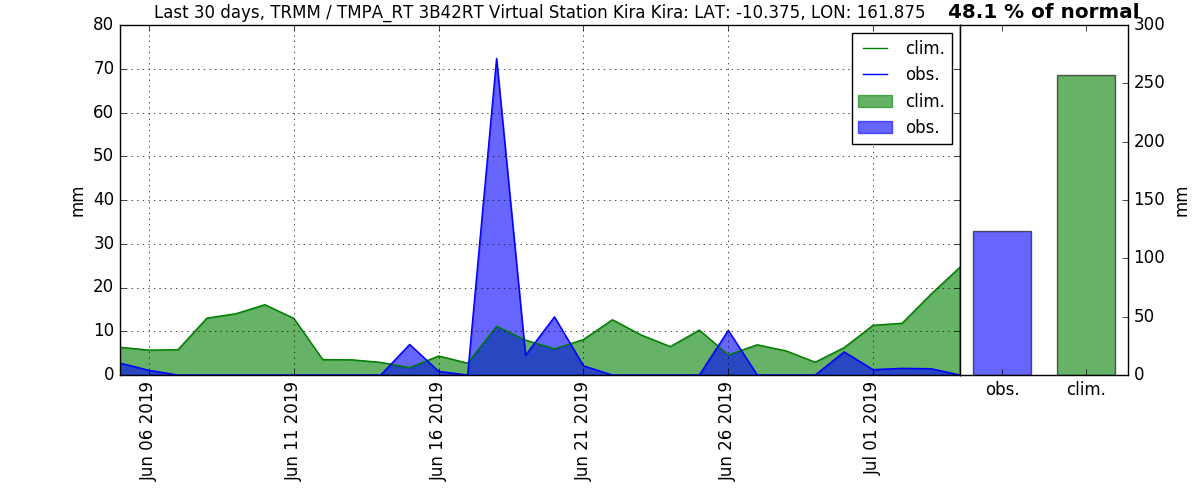 Last 30 days, TRMM / TMPA_RT 3B42RT Virtual Station Kira Kira: LAT: -10.375, LON: 161.875
48.1 % of normal
80
70
60
50
40
30
20
10
0
mm
clim.
obs.
clim.
obs.
Jun 06 2019
Jun 11 2019
Jun 16 2019
Jun 21 2019
Jun 26 2019
Jul 01 2019
300
250
200
150
100
50
0
mm
obs.
clim.